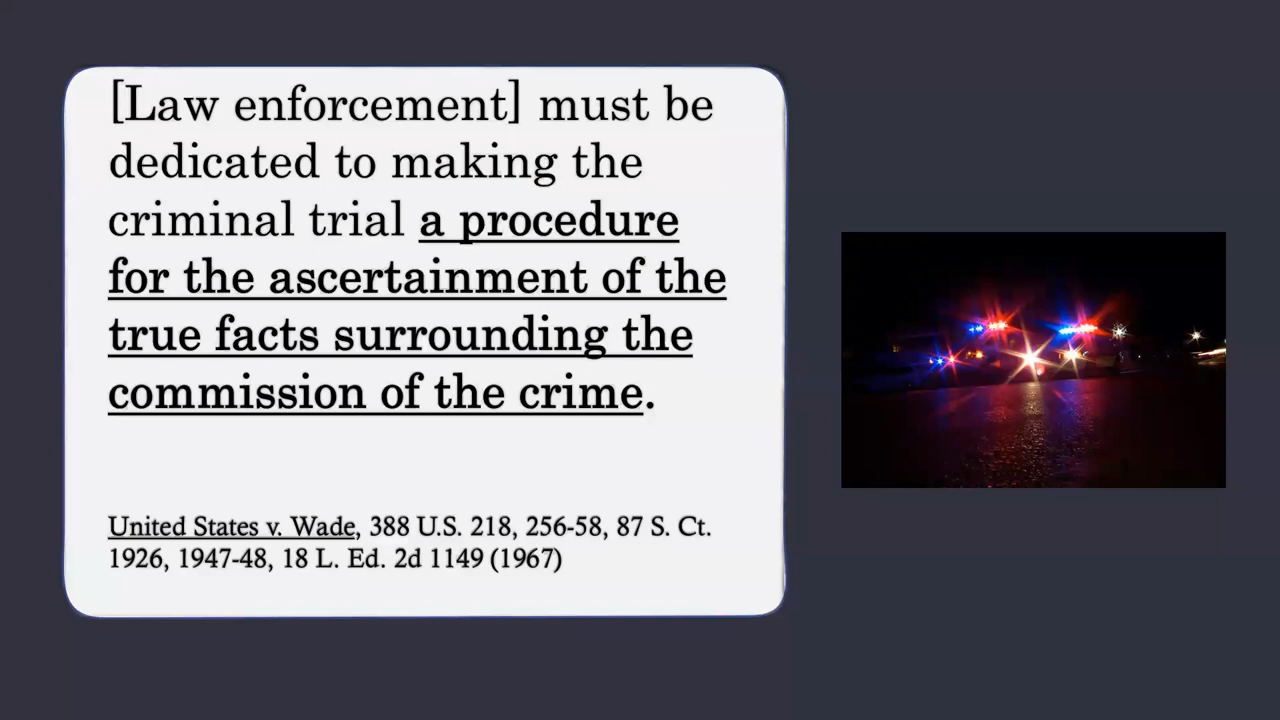 [Law enforcement] must be
dedicated to making the
criminal trial a procedure
for the ascertainment of the
true facts surrounding the
commission of the crime.
United States v. Wade, 388 U.S. 218, 256-58, 87 S. Ct.
1926, 1947-48, 18 L. Ed. 2d 1149 (1967)